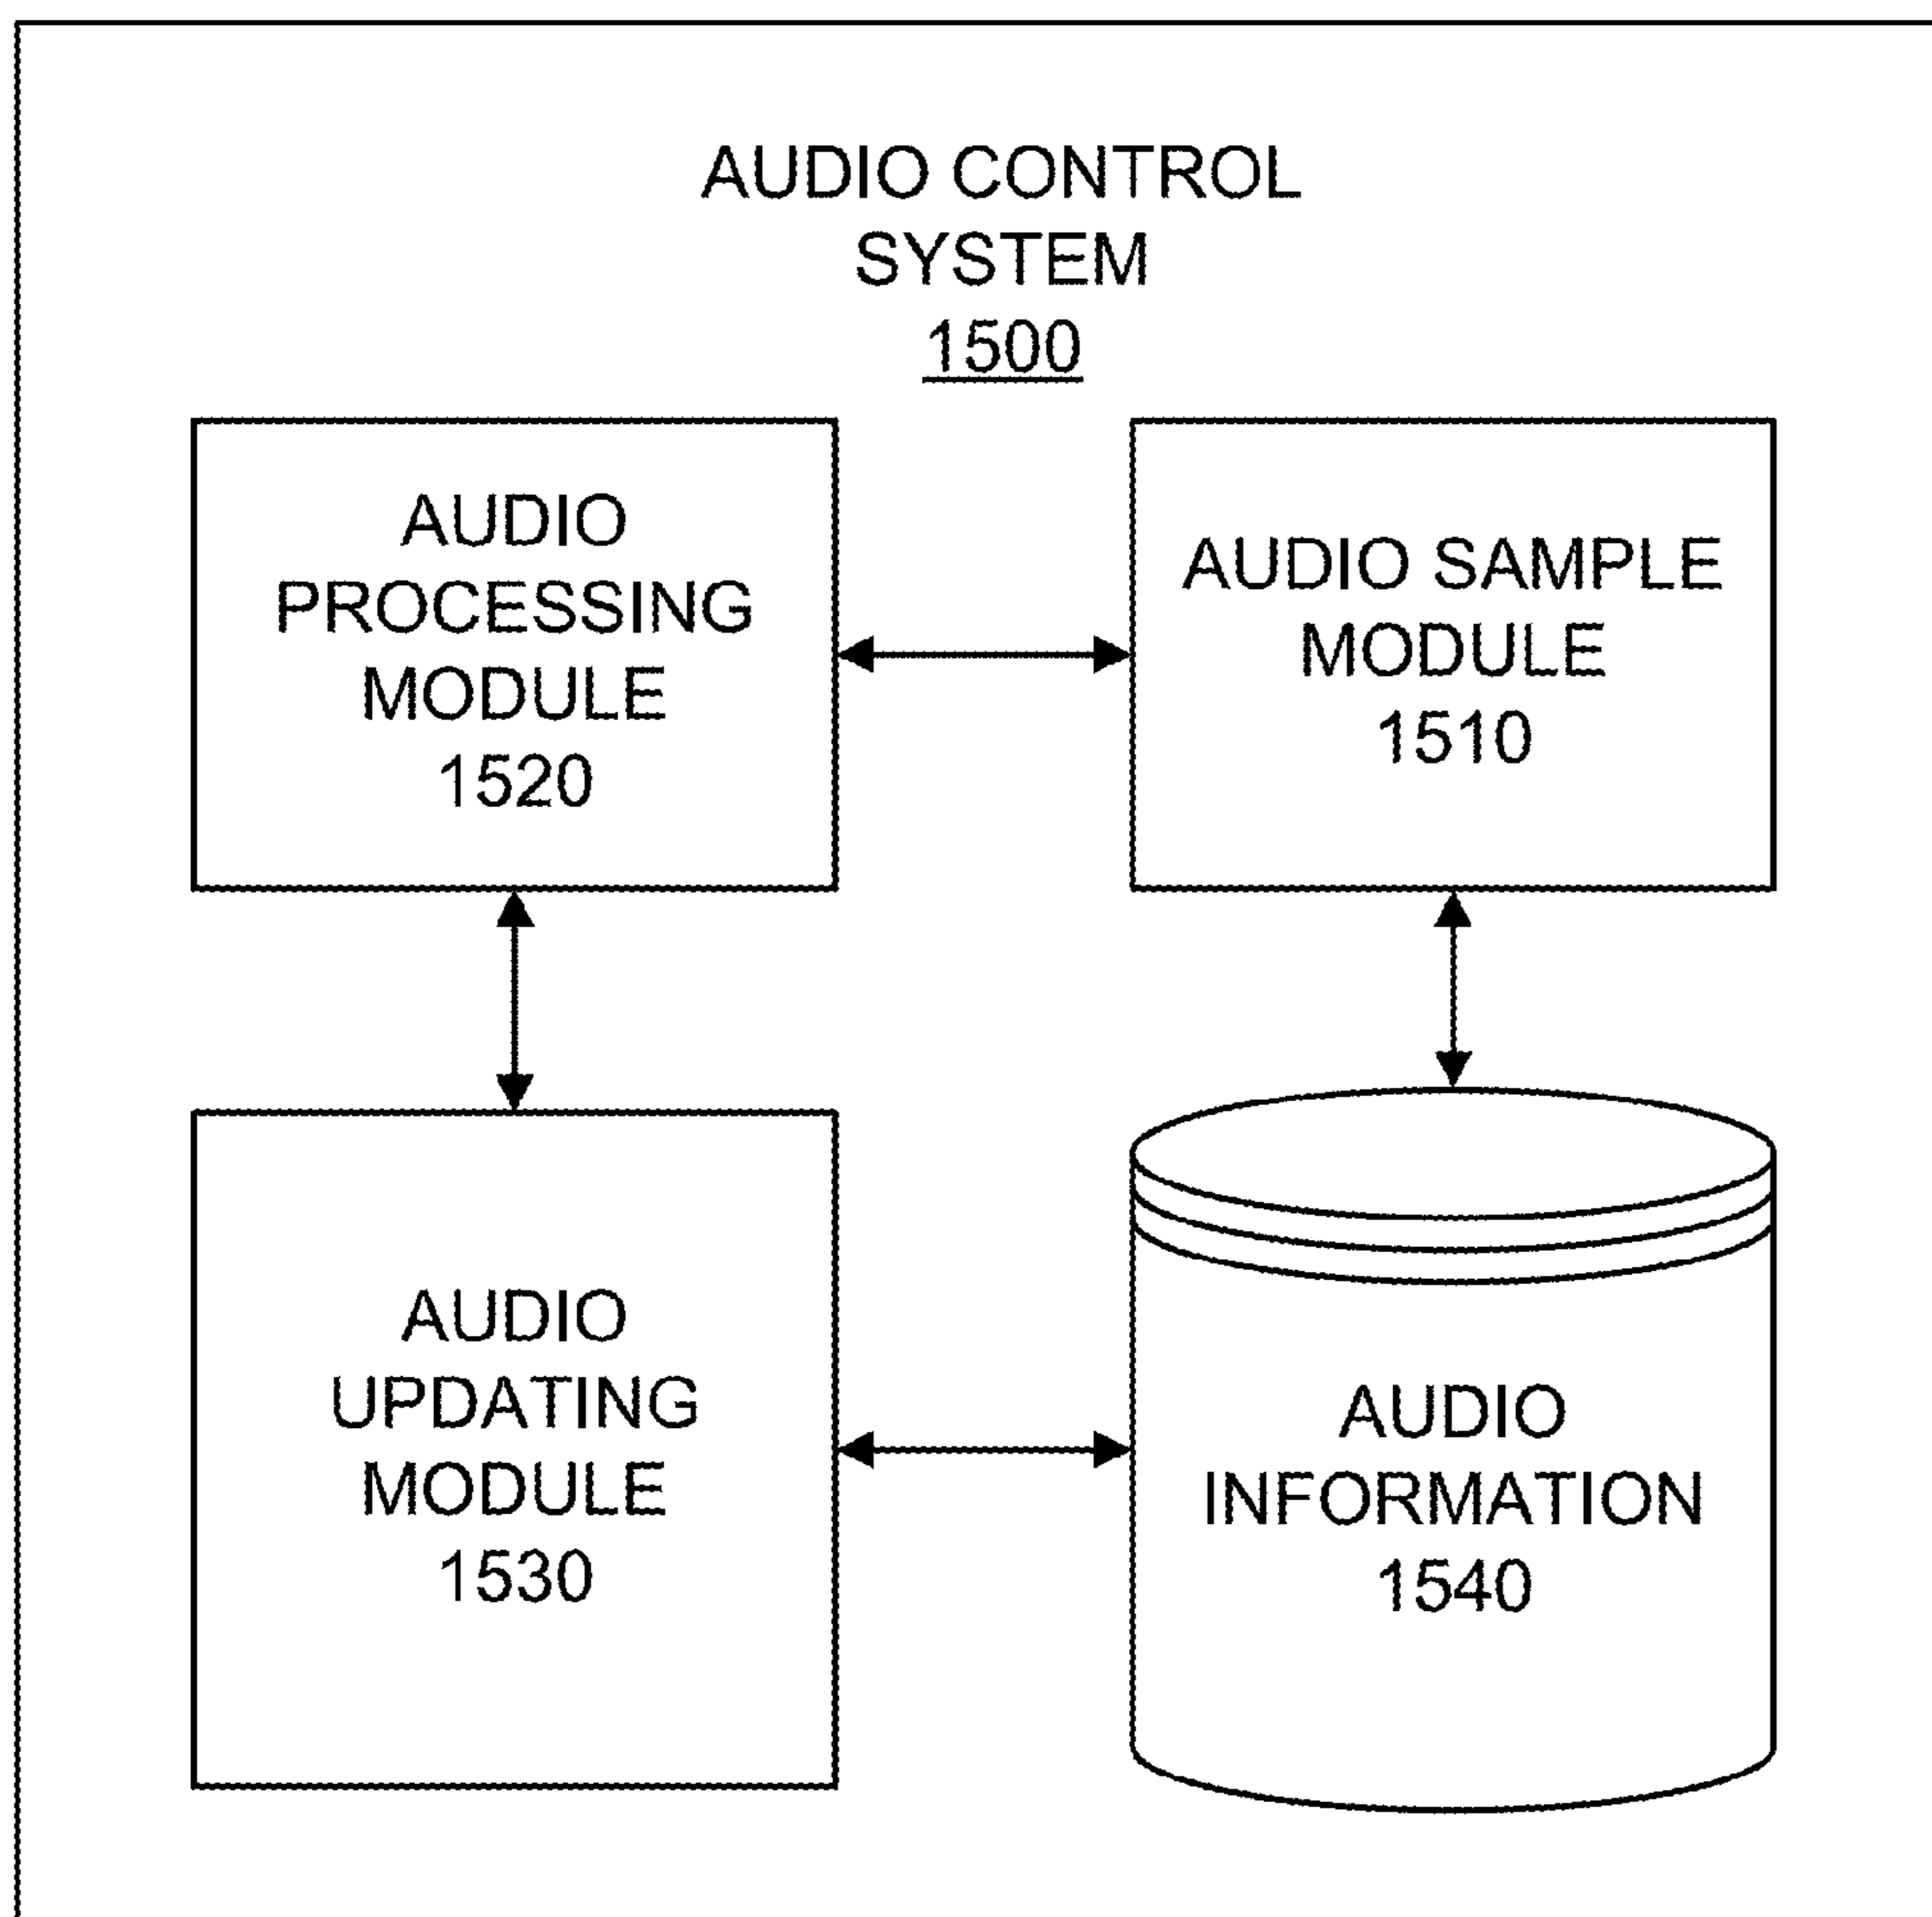 AUDIO CONTROL
SYSTEM
1500
AUDIO
PROCESSING
MODULE
1520
AUDIO SAMPLE
MODULE
1510
AUDIO
UPDATING
MODULE
1530
AUDIO
INFORMATION
1540